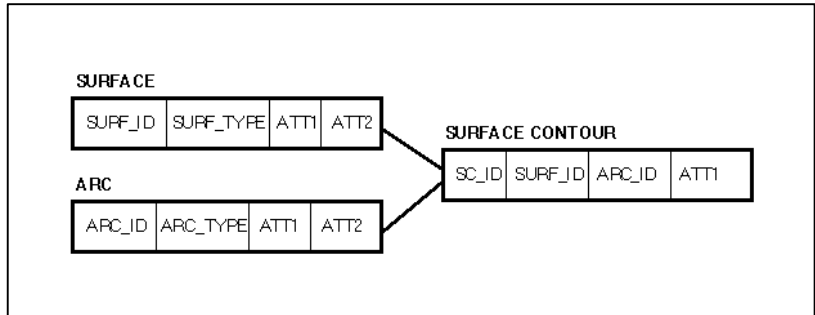 SURFACE
SURF_ID SURF_TYPE ATT1 ATT2
SURFACE CONTOUR
SC_ID SURF_ID ARC_ID ATT1
ARC
ARC_ID ARC_TYPE ATT1 ATT2